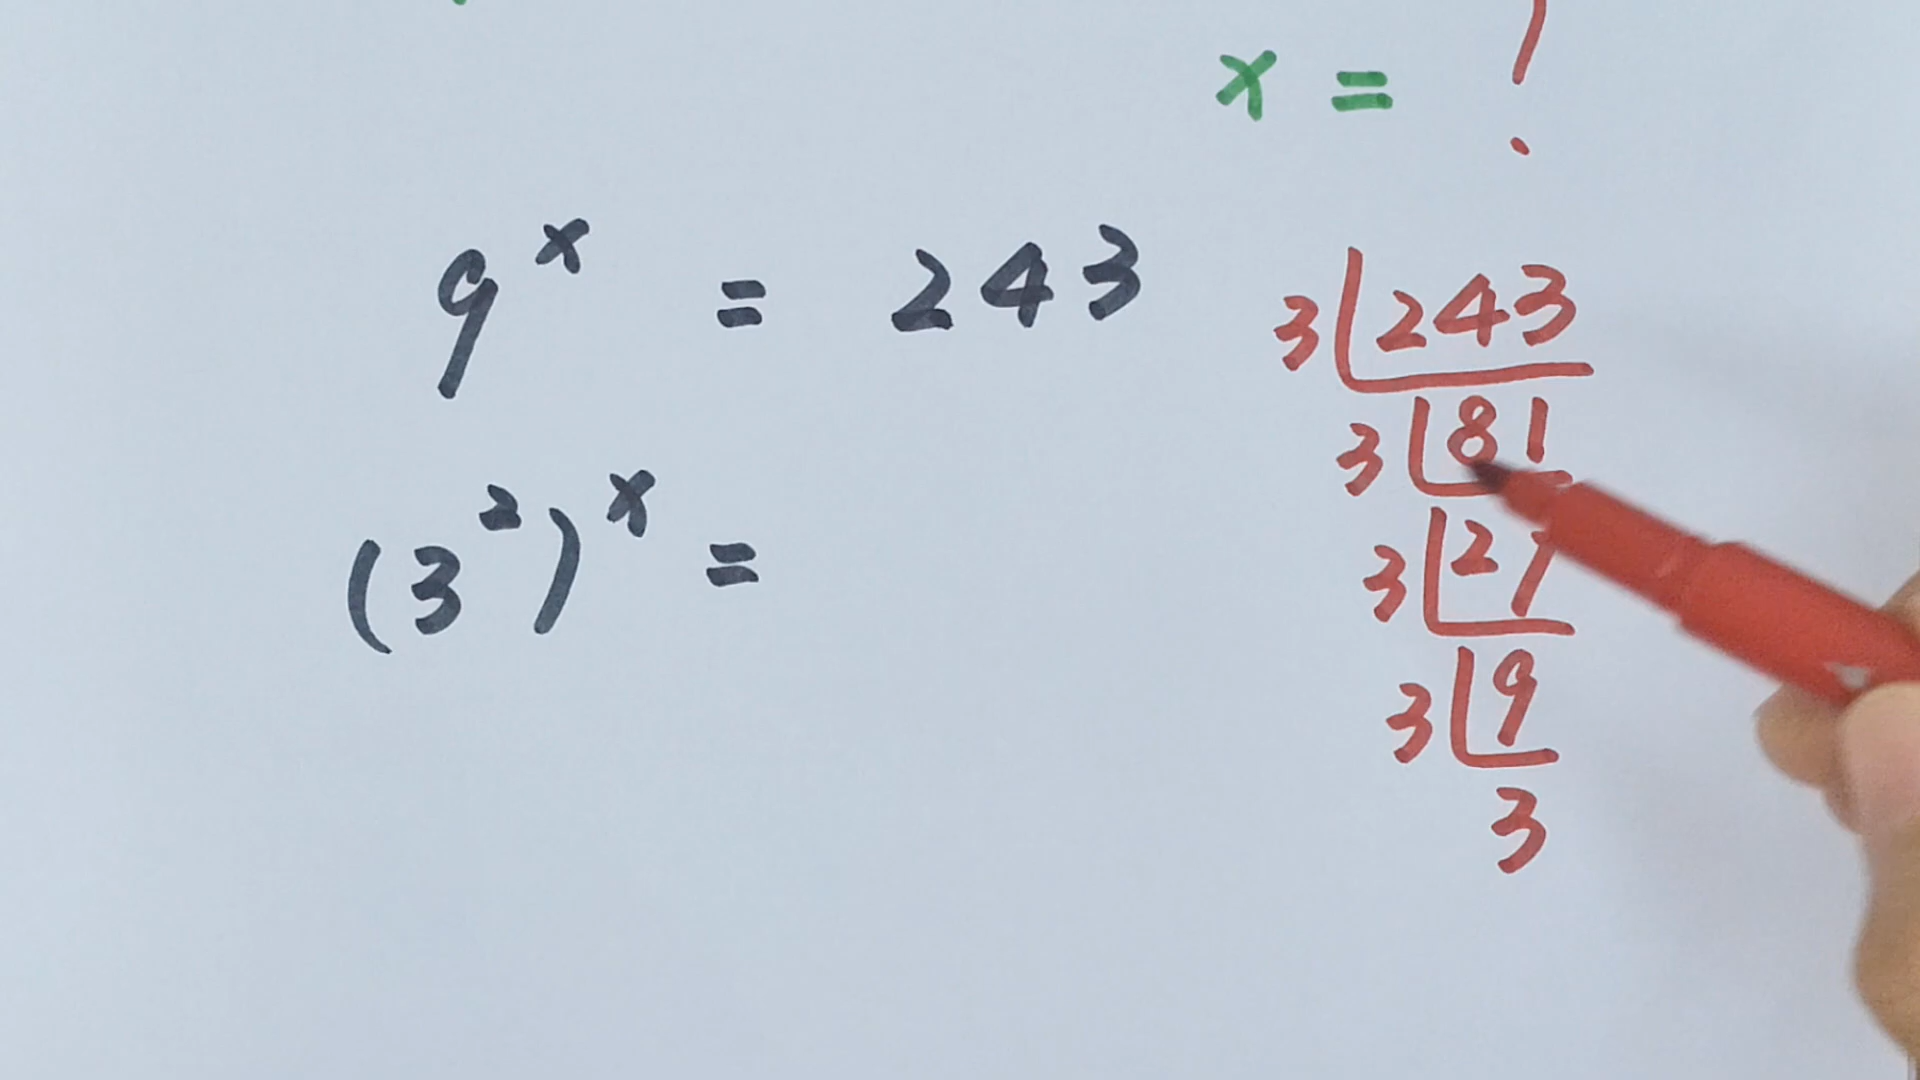 x = ?
9^x = 243
(3^2)^x =
3 | 243
3 | 81
3 | 27
3 | 9
3